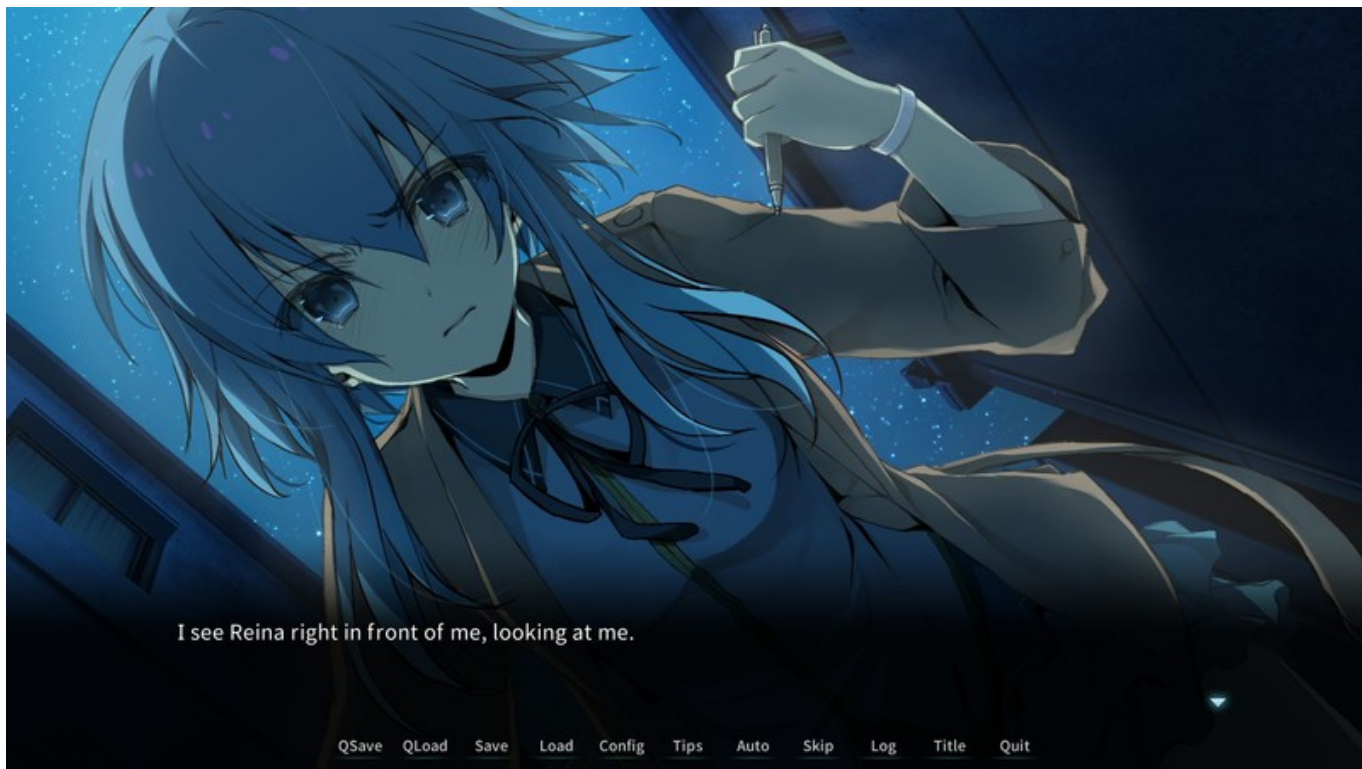 I see Reina right in front of me, looking at me.
QSave QLoad Save Load Config Tips Auto Skip Log Title Quit